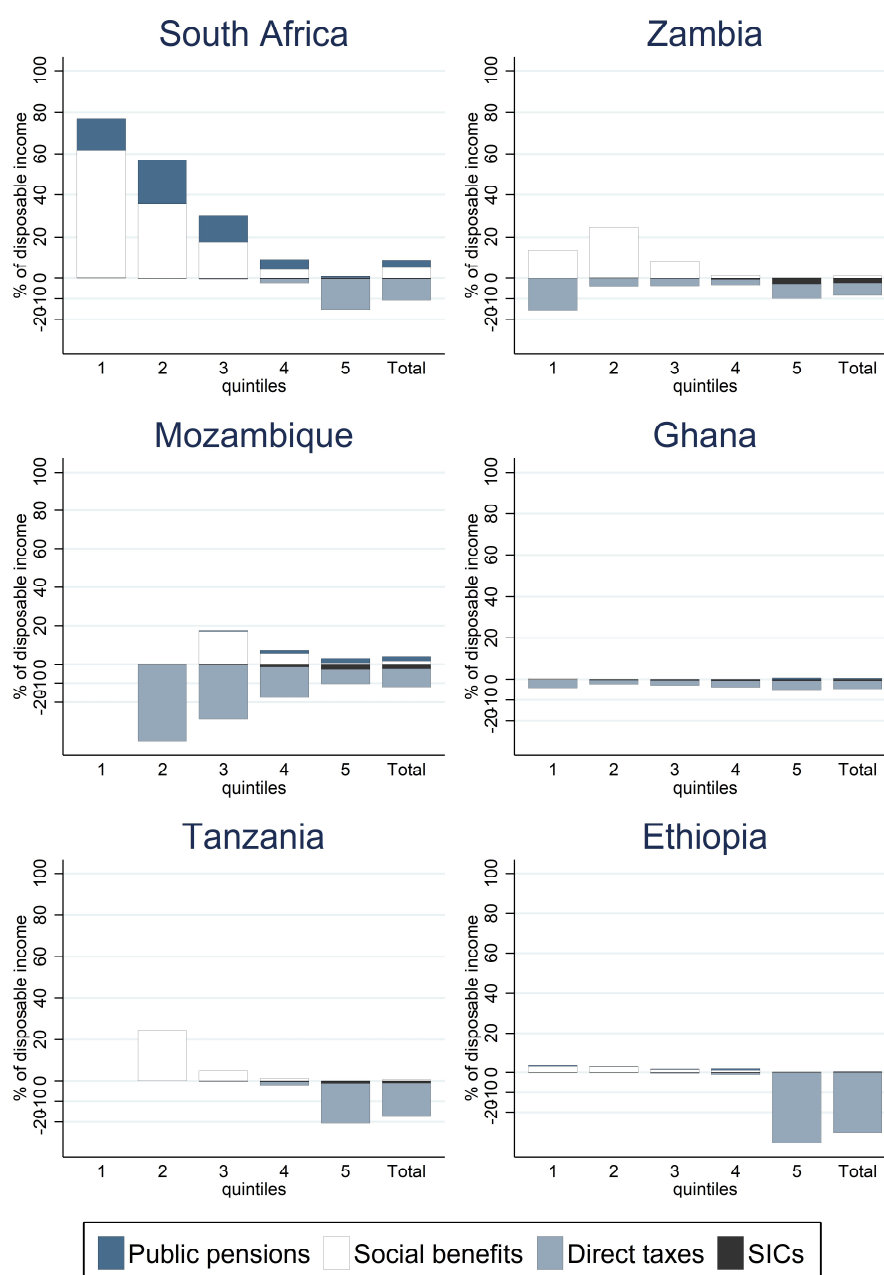 South Africa
% of disposable income
100
80
60
40
20
0
-10
-20
1 2 3 4 5 Total
quintiles
Zambia
% of disposable income
100
80
60
40
20
0
-10
-20
1 2 3 4 5 Total
quintiles
Mozambique
% of disposable income
100
80
60
40
20
0
-10
-20
1 2 3 4 5 Total
quintiles
Ghana
% of disposable income
100
80
60
40
20
0
-10
-20
1 2 3 4 5 Total
quintiles
Tanzania
% of disposable income
100
80
60
40
20
0
-10
-20
1 2 3 4 5 Total
quintiles
Ethiopia
% of disposable income
100
80
60
40
20
0
-10
-20
1 2 3 4 5 Total
quintiles
Public pensions Social benefits Direct taxes SICs